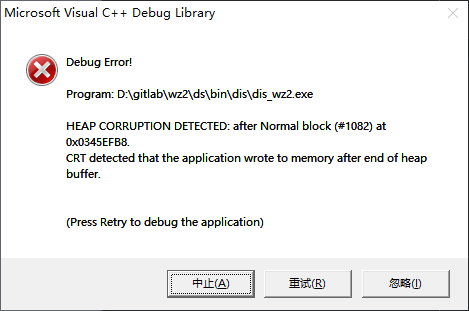 Microsoft Visual C++ Debug Library
Debug Error!
Program: D:\gitlab\wz2\ds\bin\dis\dis_wz2.exe
HEAP CORRUPTION DETECTED: after Normal block (#1082) at
0x0345EFB8.
CRT detected that the application wrote to memory after end of heap
buffer.
(Press Retry to debug the application)
中止(A) 重试(R) 忽略(I)